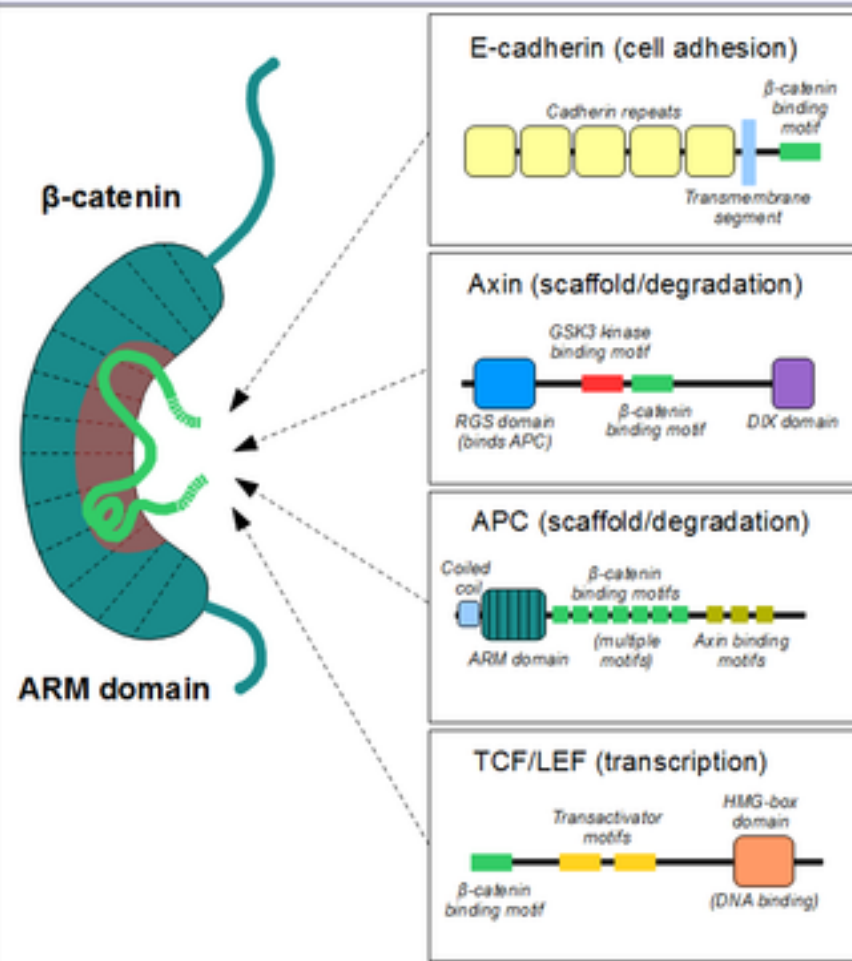 β-catenin
ARM domain
E-cadherin (cell adhesion)
Cadherin repeats
β-catenin
binding
motif
Transmembrane
segment
Axin (scaffold/degradation)
GSK3 kinase
binding motif
RGS domain
(binds APC)
β-catenin
binding motif
DIX domain
APC (scaffold/degradation)
Coiled
coil
β-catenin
binding motifs
ARM domain
(multiple
motifs)
Axin binding
motifs
TCF/LEF (transcription)
Transactivator
motifs
HMG-box
domain
β-catenin
binding motif
(DNA binding)